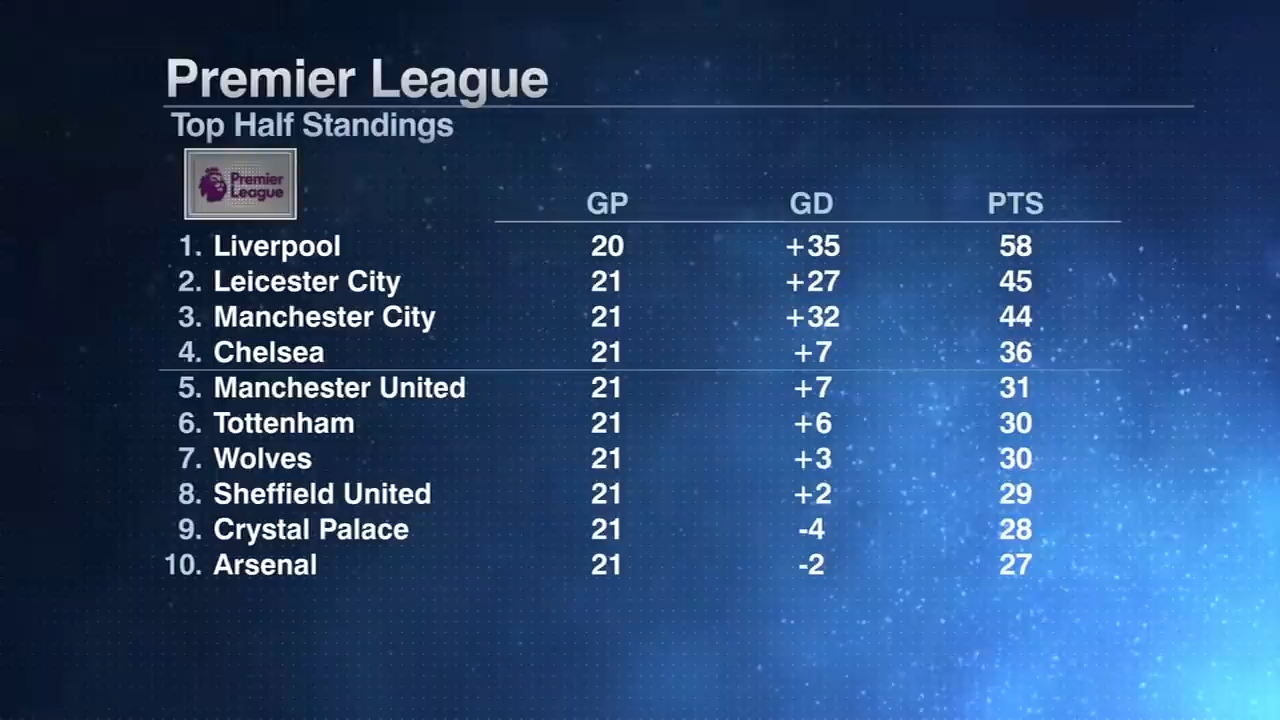 Premier League
Top Half Standings
Premier
League
GP GD PTS
1. Liverpool 20 +35 58
2. Leicester City 21 +27 45
3. Manchester City 21 +32 44
4. Chelsea 21 +7 36
5. Manchester United 21 +7 31
6. Tottenham 21 +6 30
7. Wolves 21 +3 30
8. Sheffield United 21 +2 29
9. Crystal Palace 21 -4 28
10. Arsenal 21 -2 27